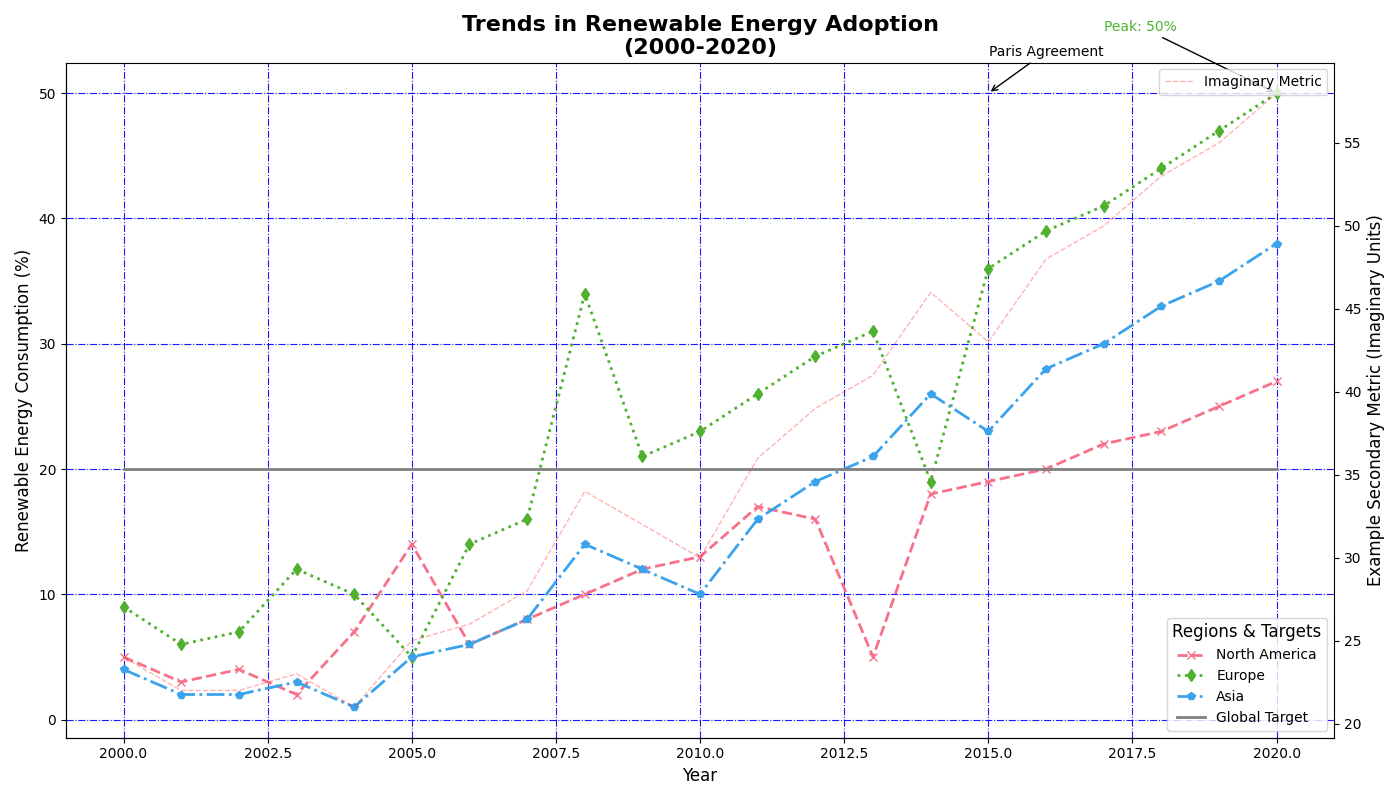 Trends in Renewable Energy Adoption
(2000-2020)
Peak: 50%
Paris Agreement
Imaginary Metric
Renewable Energy Consumption (%)
50
40
30
20
10
0
55
50
45
40
35
30
25
20
Example Secondary Metric (Imaginary Units)
Regions & Targets
North America
Europe
Asia
Global Target
2000.0 2002.5 2005.0 2007.5 2010.0 2012.5 2015.0 2017.5 2020.0
Year